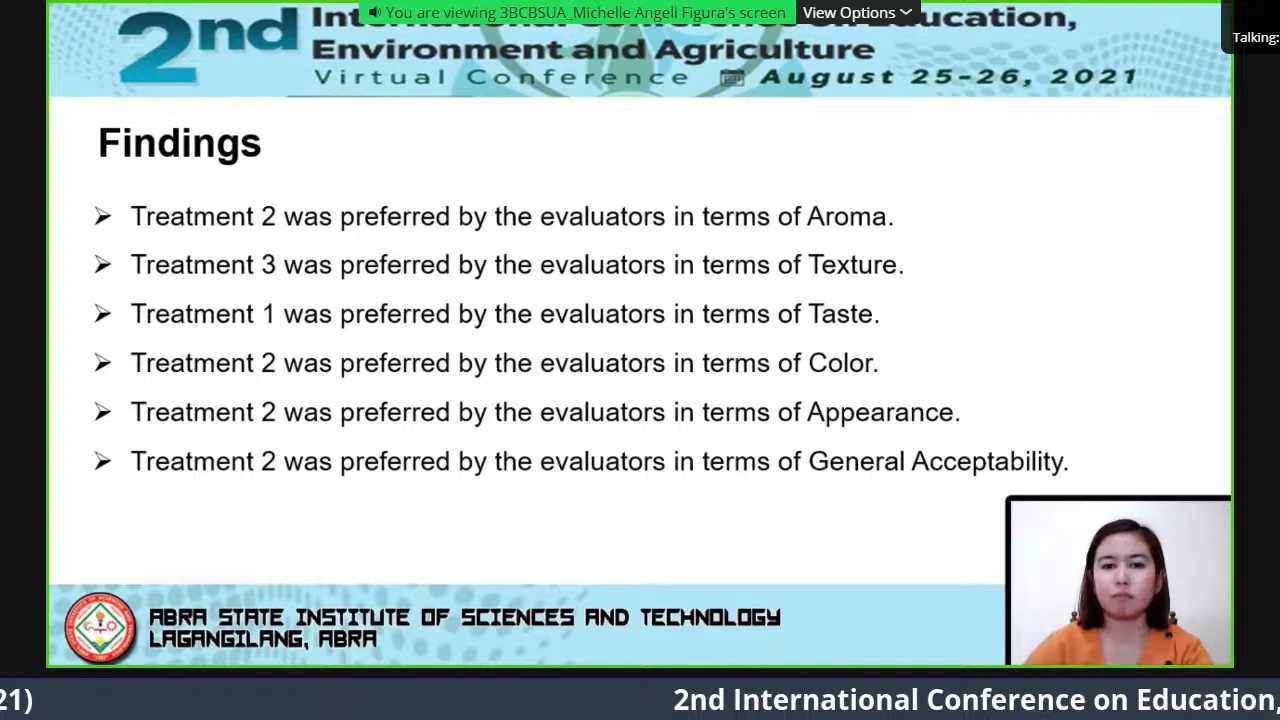 You are viewing 3BCBSUA_Michelle Angeli Figura's screen
View Options
Talking:
2nd
Environment and Agriculture
Virtual Conference August 25-26, 2021
Findings
Treatment 2 was preferred by the evaluators in terms of Aroma.
Treatment 3 was preferred by the evaluators in terms of Texture.
Treatment 1 was preferred by the evaluators in terms of Taste.
Treatment 2 was preferred by the evaluators in terms of Color.
Treatment 2 was preferred by the evaluators in terms of Appearance.
Treatment 2 was preferred by the evaluators in terms of General Acceptability.
ABRA STATE INSTITUTE OF SCIENCES AND TECHNOLOGY
LAGANGILANG, ABRA
21) 2nd International Conference on Education,